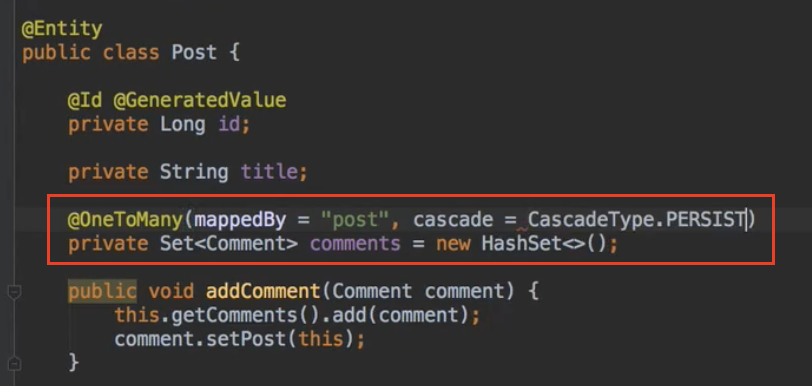 @Entity
public class Post {
@Id @GeneratedValue
private Long id;
private String title;
@OneToMany(mappedBy = "post", cascade = CascadeType.PERSIST)
private Set<Comment> comments = new HashSet<>();
public void addComment(Comment comment) {
this.getComments().add(comment);
comment.setPost(this);
}